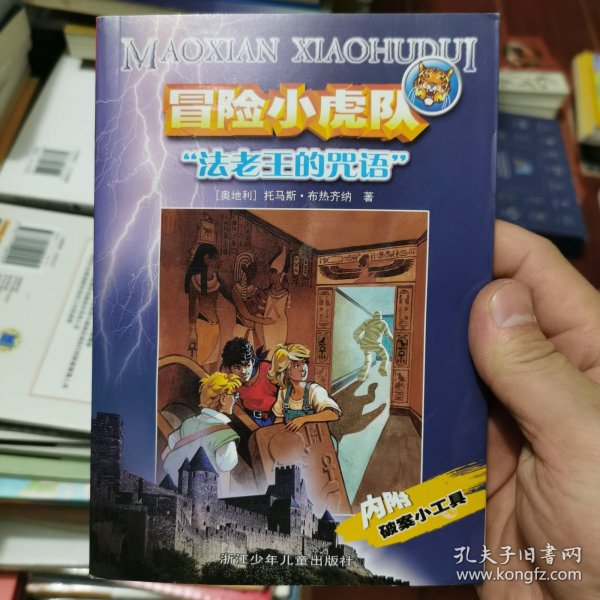 MAOXIAN XIAOHUDUI
冒险小虎队
“法老王的咒语”
[奥地利] 托马斯·布热齐纳 著
内附
破案小工具
浙江少年儿童出版社
孔夫子旧书网
www.kongfz.com